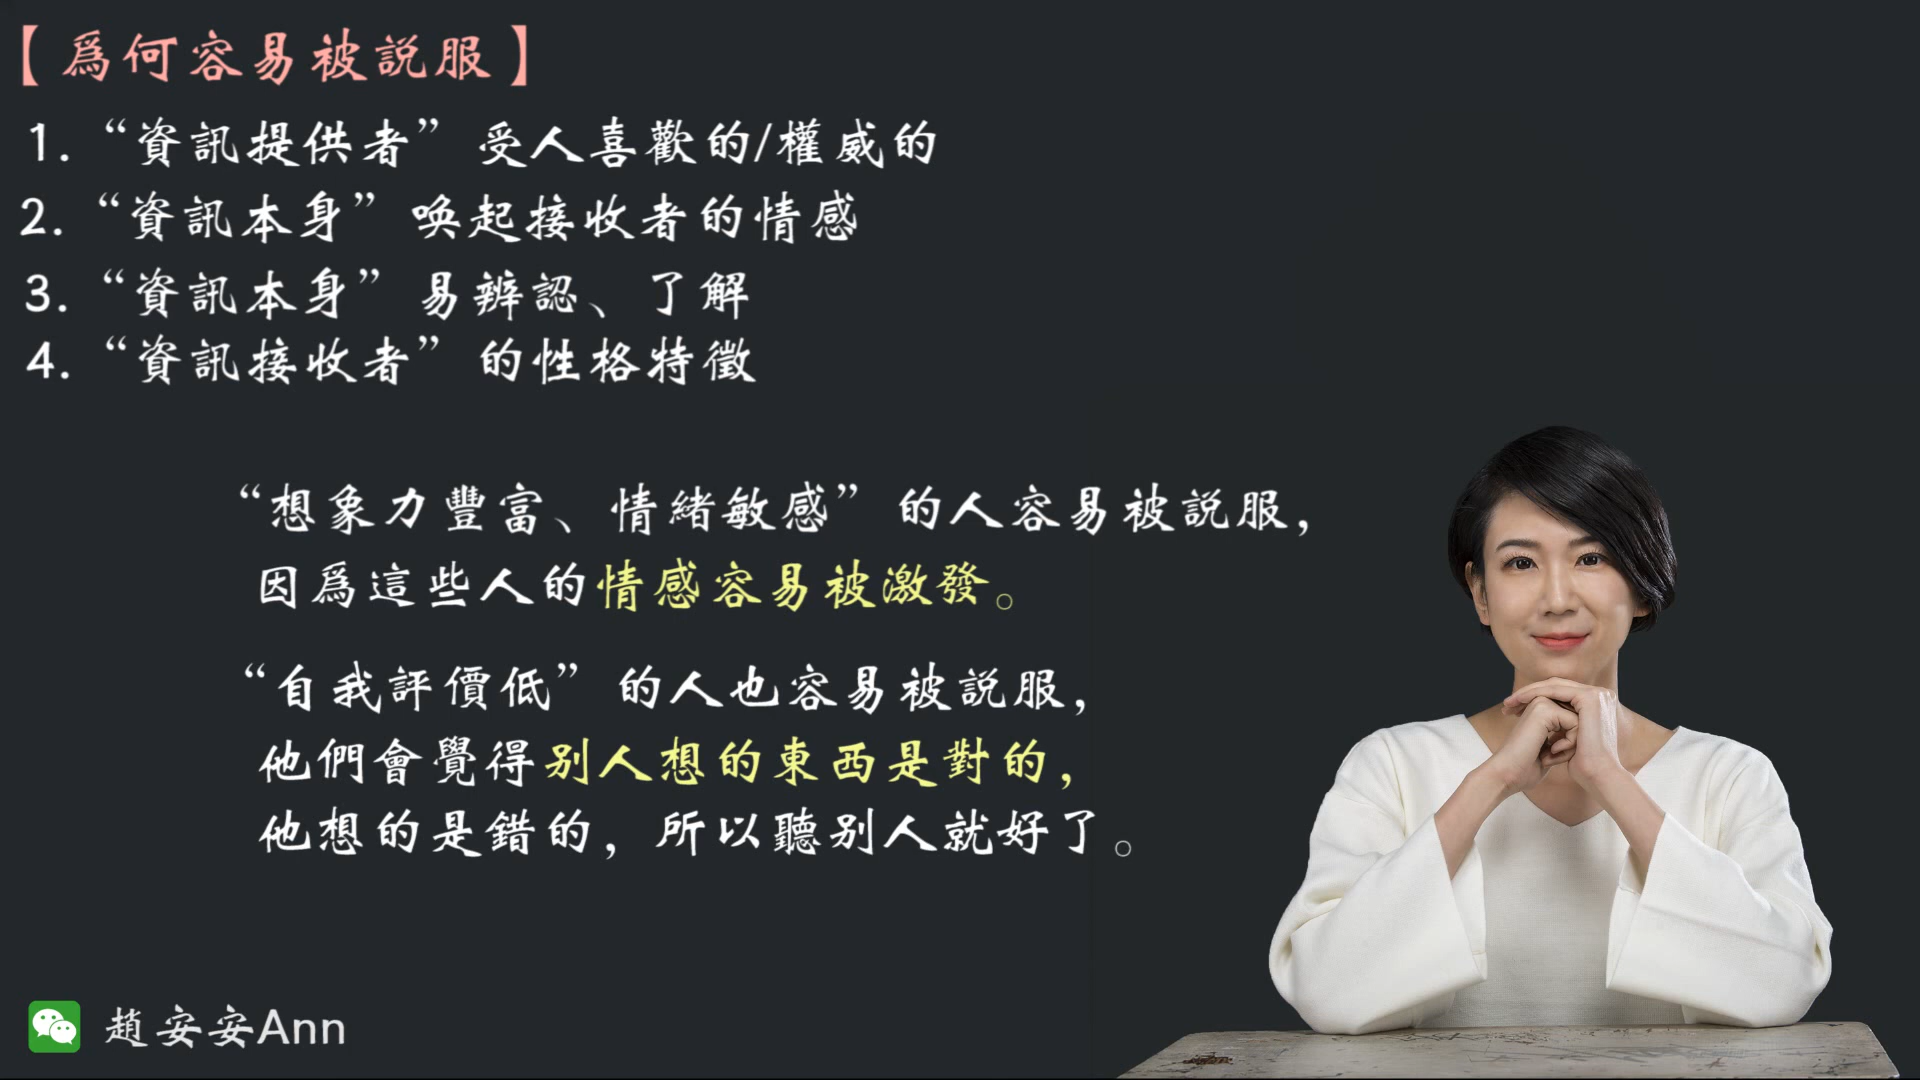 【爲何容易被説服】
1. “資訊提供者” 受人喜歡的/權威的
2. “資訊本身” 唤起接收者的情感
3. “資訊本身” 易辨認、了解
4. “資訊接收者” 的性格特徵
“想象力豐富、情緒敏感” 的人容易被説服，
因爲這些人的情感容易被激發。
“自我評價低” 的人也容易被説服，
他們會覺得别人想的東西是對的，
他想的是錯的，所以聽别人就好了。
趙安安Ann